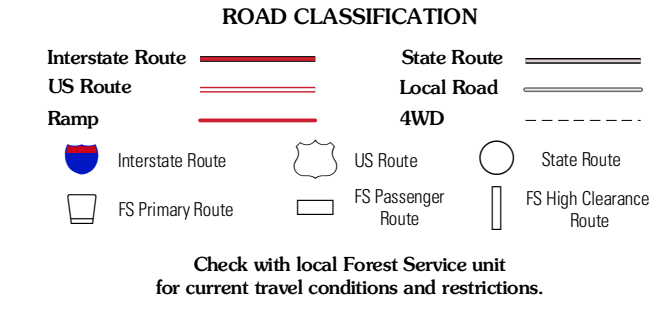 ROAD CLASSIFICATION
Interstate Route
State Route
US Route
Local Road
Ramp
4WD
Interstate Route
US Route
State Route
FS Primary Route
FS Passenger
Route
FS High Clearance
Route
Check with local Forest Service unit
for current travel conditions and restrictions.